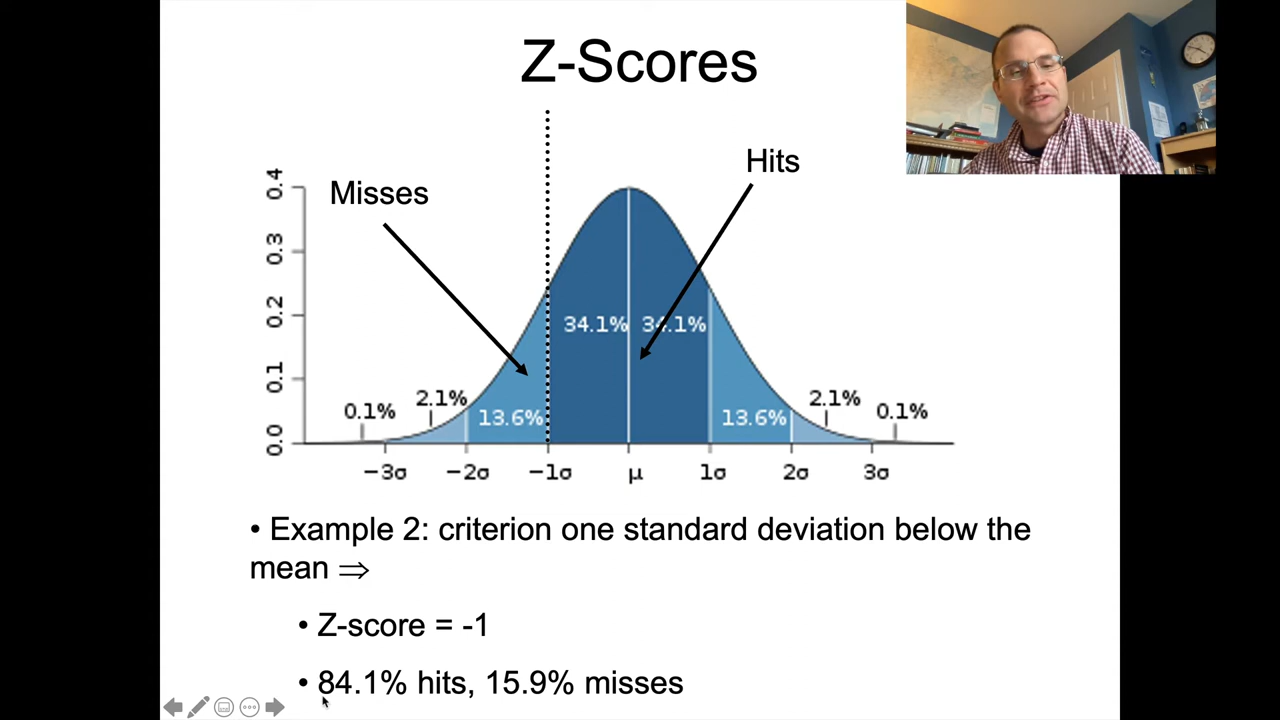 Z-Scores
Hits
Misses
0.4
0.3
0.2
0.1
0.0
34.1% 34.1%
0.1% 2.1% 13.6% 13.6% 2.1% 0.1%
−3σ −2σ −1σ μ 1σ 2σ 3σ
• Example 2: criterion one standard deviation below the
mean ⇒
• Z-score = -1
• 84.1% hits, 15.9% misses